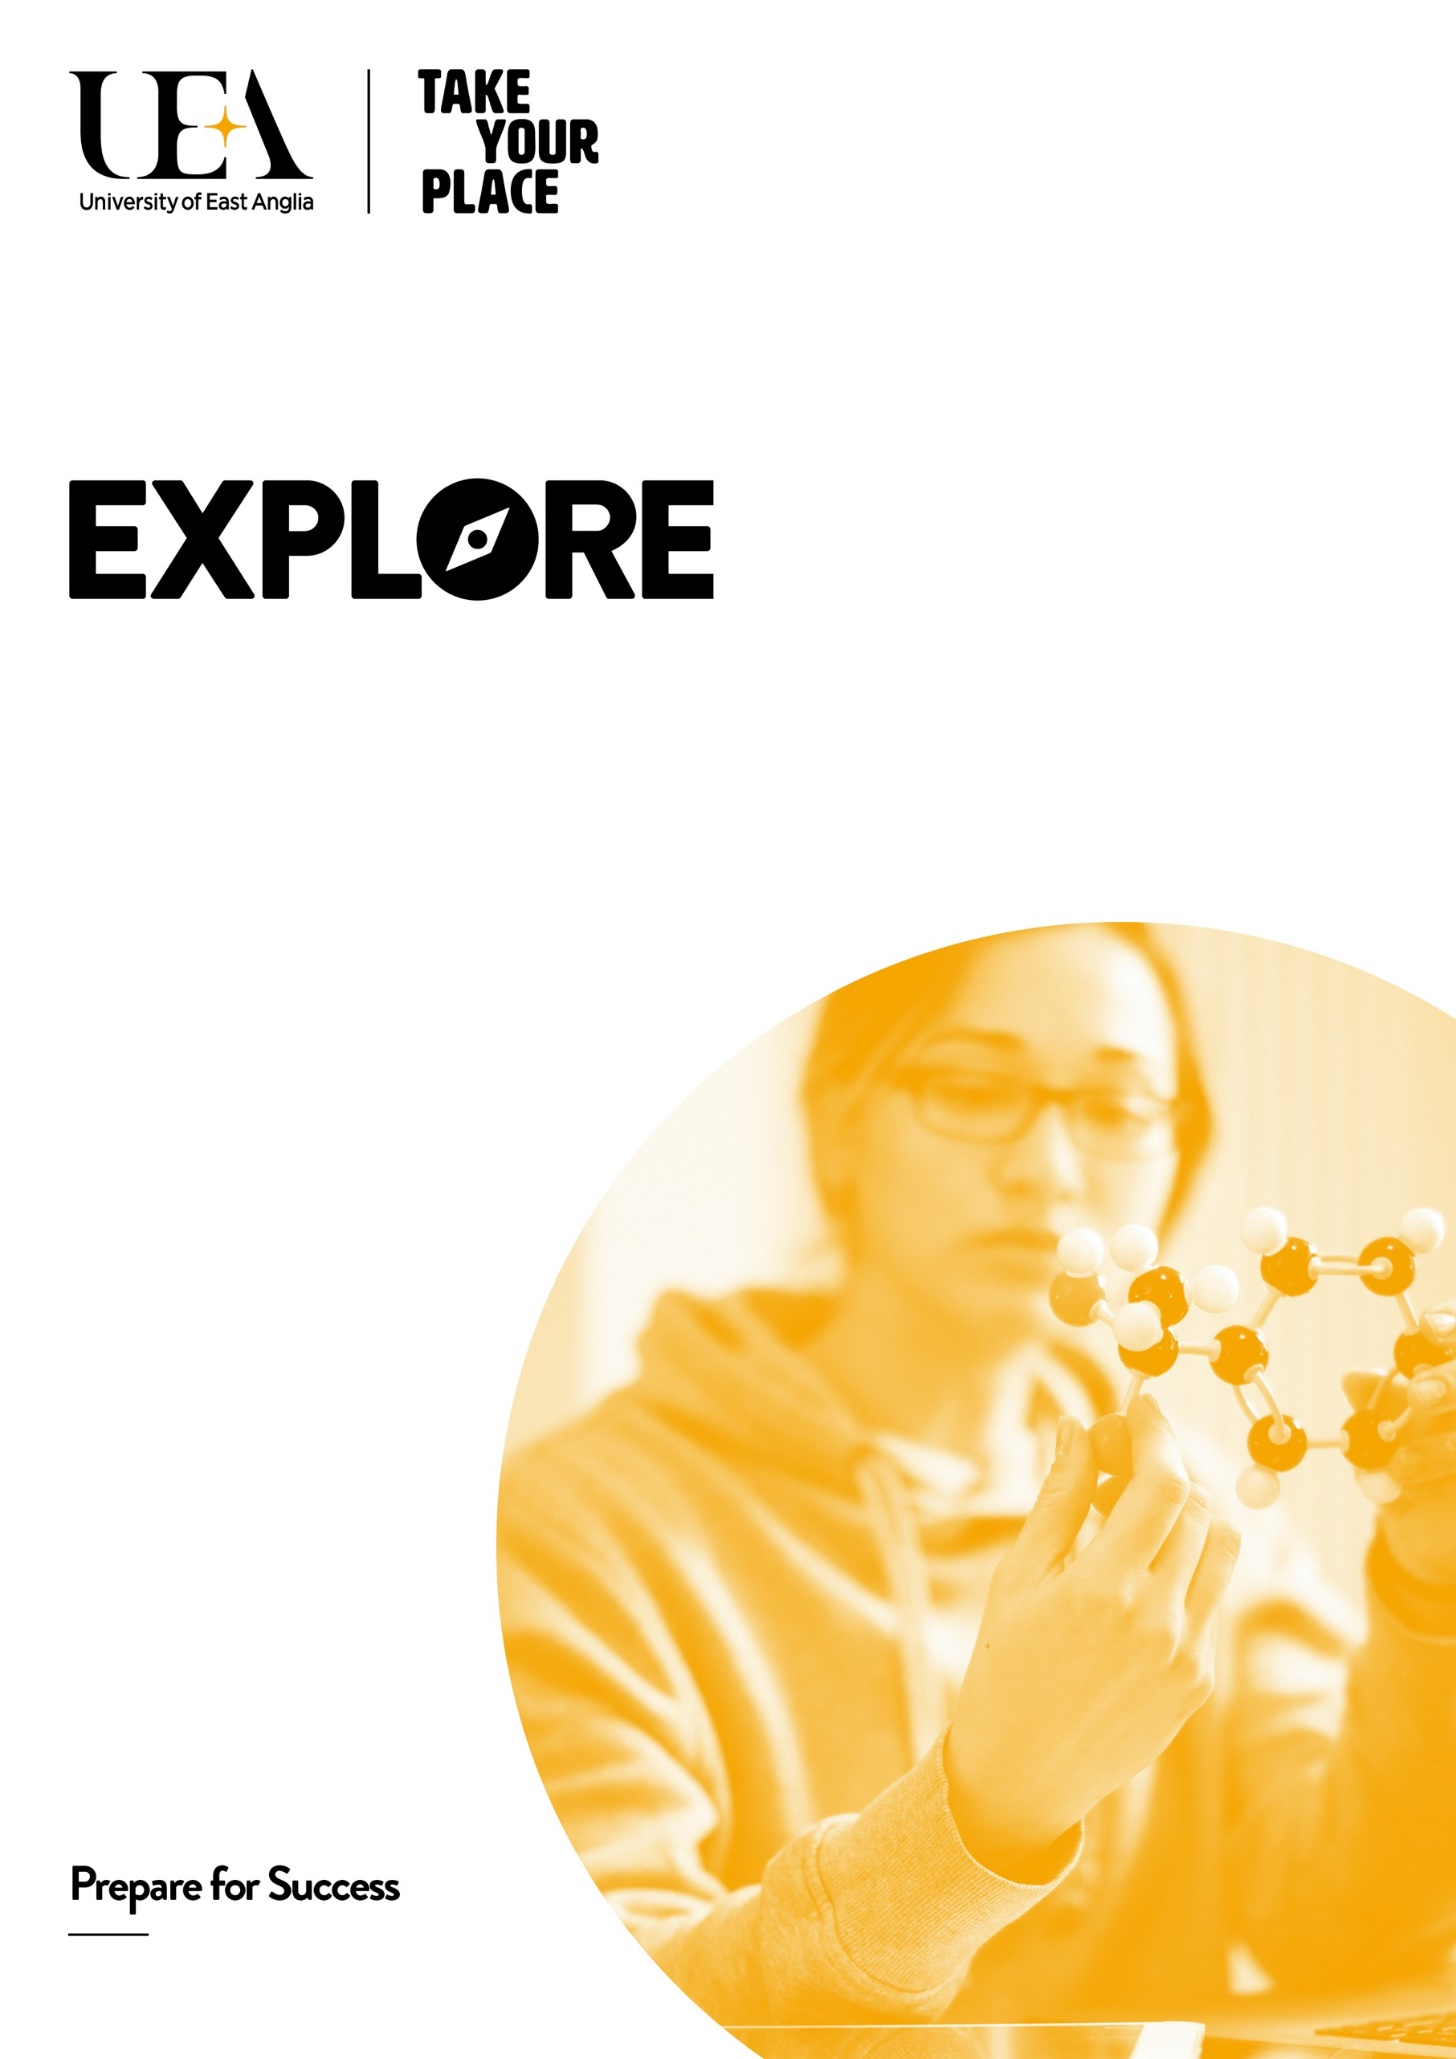 UEA
University of East Anglia
TAKE
YOUR
PLACE
EXPLORE
Prepare for Success